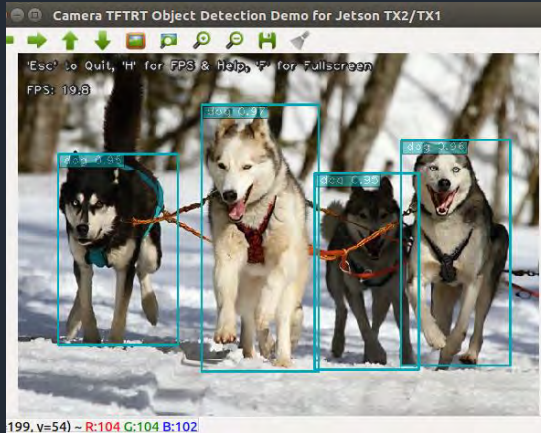 Camera TFTRT Object Detection Demo for Jetson TX2/TX1
'Esc' to Quit, 'H' for FPS & Help, 'F' for Fullscreen
FPS: 19.8
dog 0.97
dog 0.96
dog 0.96
dog 0.95
199, y=54) ~ R:104 G:104 B:102